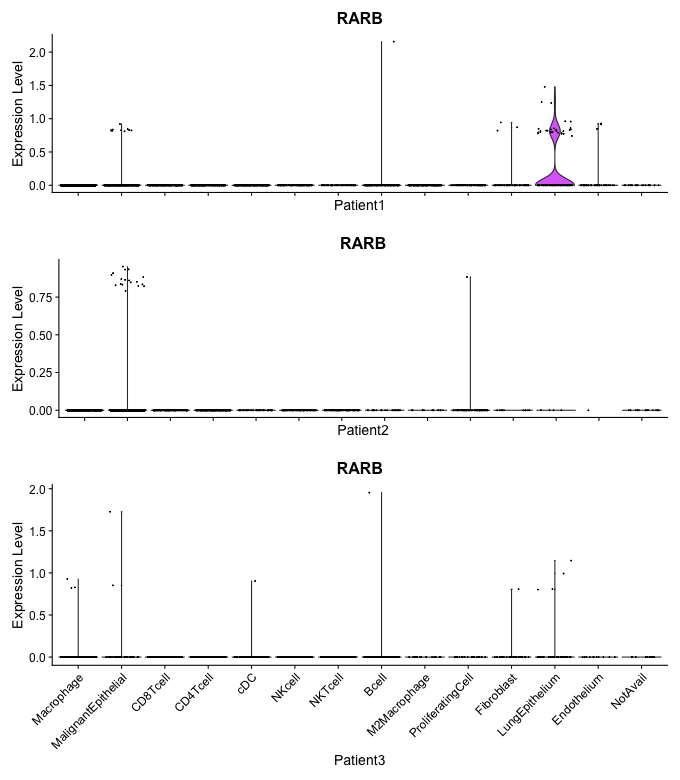 RARB
Expression Level
2.0
1.5
1.0
0.5
0.0
Patient1
RARB
Expression Level
0.75
0.50
0.25
0.00
Patient2
RARB
Expression Level
2.0
1.5
1.0
0.5
0.0
Macrophage
MalignantEpithelial
CD8Tcell
CD4Tcell
cDC
NKcell
NKTcell
Bcell
M2Macrophage
ProliferatingCell
Fibroblast
LungEpithelium
Endothelium
NotAvail
Patient3